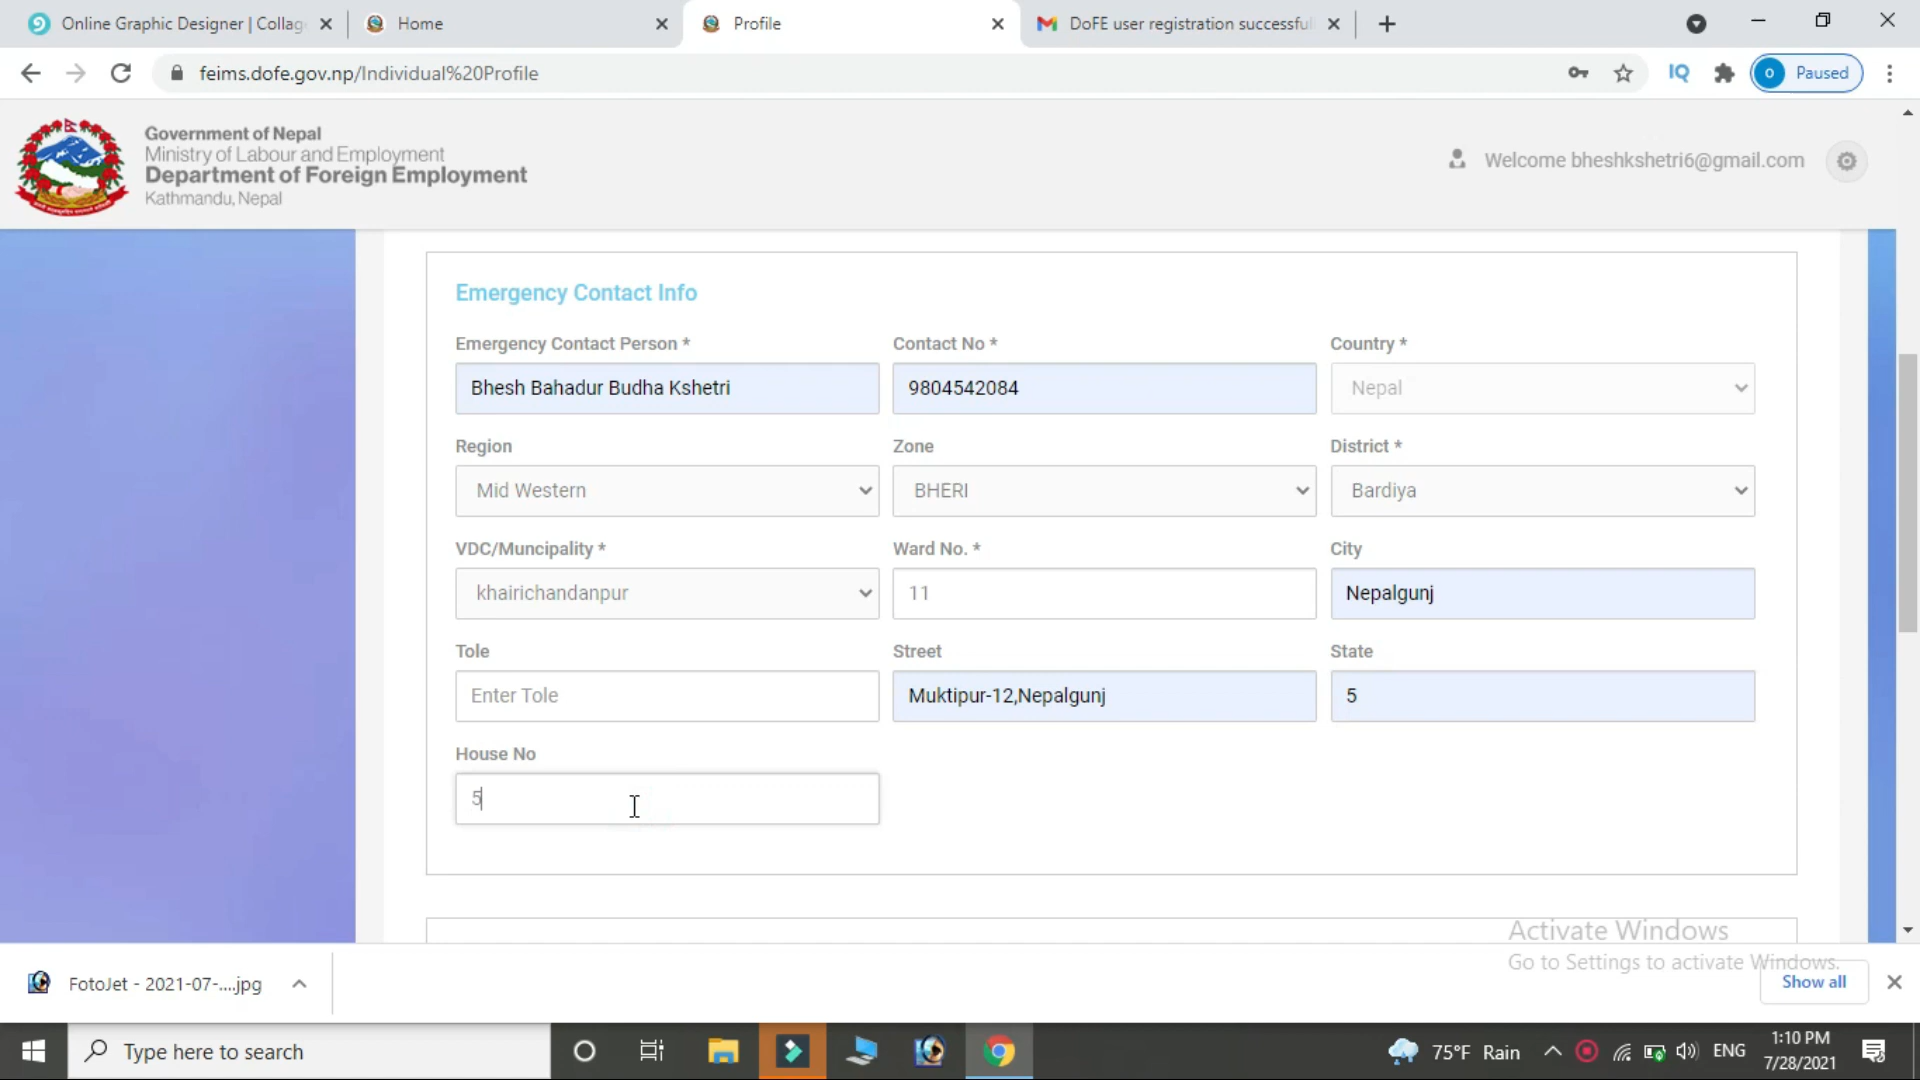 Online Graphic Designer | Collag
Home
Profile
DoFE user registration successful
feims.dofe.gov.np/Individual%20Profile
IQ
o
Paused
Government of Nepal
Ministry of Labour and Employment
Department of Foreign Employment
Kathmandu, Nepal
Welcome bheshkshetri6@gmail.com
Emergency Contact Info
Emergency Contact Person *
Contact No *
Country *
Bhesh Bahadur Budha Kshetri
9804542084
Nepal
Region
Zone
District *
Mid Western
BHERI
Bardiya
VDC/Muncipality *
Ward No. *
City
khairichandanpur
11
Nepalgunj
Tole
Street
State
Enter Tole
Muktipur-12,Nepalgunj
5
House No
5
Activate Windows
Go to Settings to activate Windows.
FotoJet - 2021-07-....jpg
Show all
Type here to search
75°F Rain
ENG
1:10 PM
7/28/2021